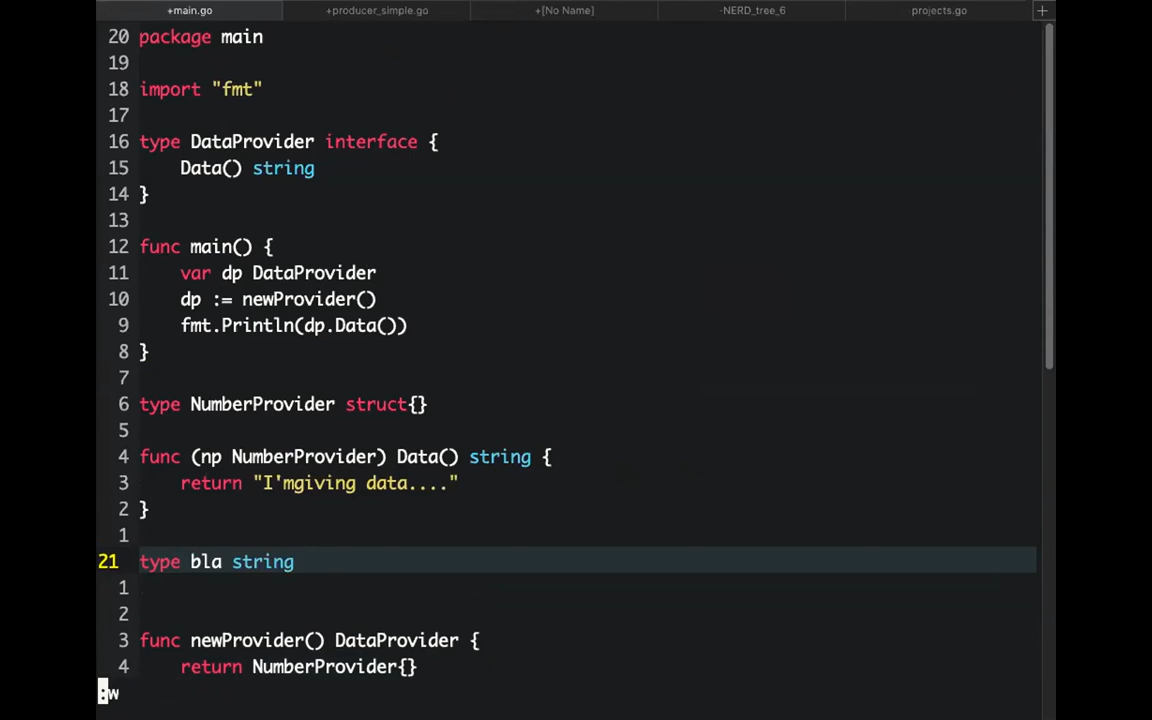 +main.go +producer_simple.go +[No Name] -NERD_tree_6 projects.go +
20 package main
19
18 import "fmt"
17
16 type DataProvider interface {
15 Data() string
14 }
13
12 func main() {
11 var dp DataProvider
10 dp := newProvider()
9 fmt.Println(dp.Data())
8 }
7
6 type NumberProvider struct{}
5
4 func (np NumberProvider) Data() string {
3 return "I'mgiving data...."
2 }
1
21 type bla string
1
2
3 func newProvider() DataProvider {
4 return NumberProvider{}
:w